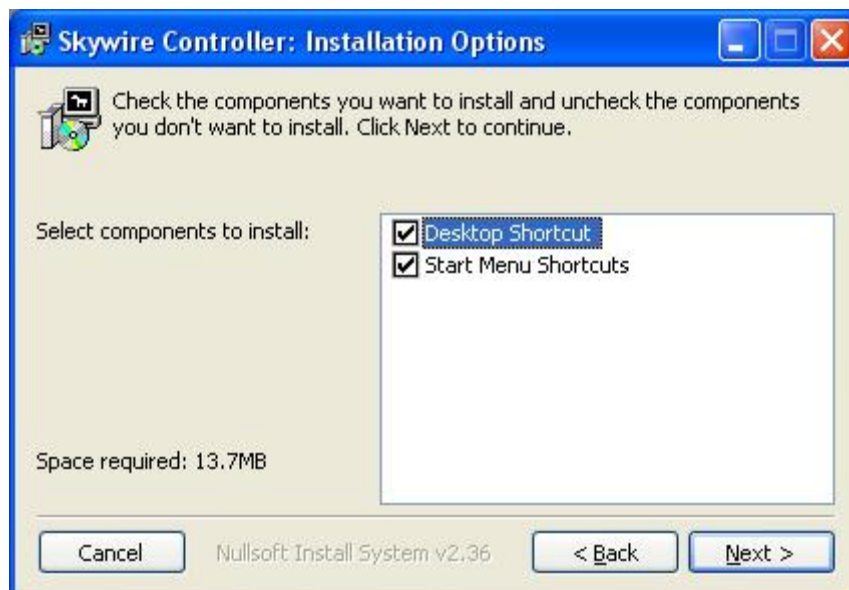 Skywire Controller: Installation Options
Check the components you want to install and uncheck the components
you don't want to install. Click Next to continue.
Select components to install:
Desktop Shortcut
Start Menu Shortcuts
Space required: 13.7MB
Cancel
Nullsoft Install System v2.36
< Back
Next >